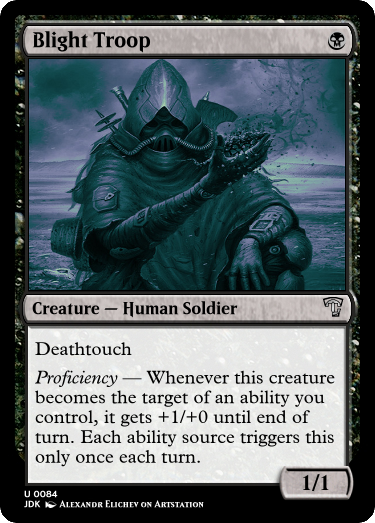 Blight Troop
Creature — Human Soldier
Deathtouch
Proficiency — Whenever this creature
becomes the target of an ability you
control, it gets +1/+0 until end of
turn. Each ability source triggers this
only once each turn.
1/1
U 0084
JDK Alexandr Elichev on Artstation